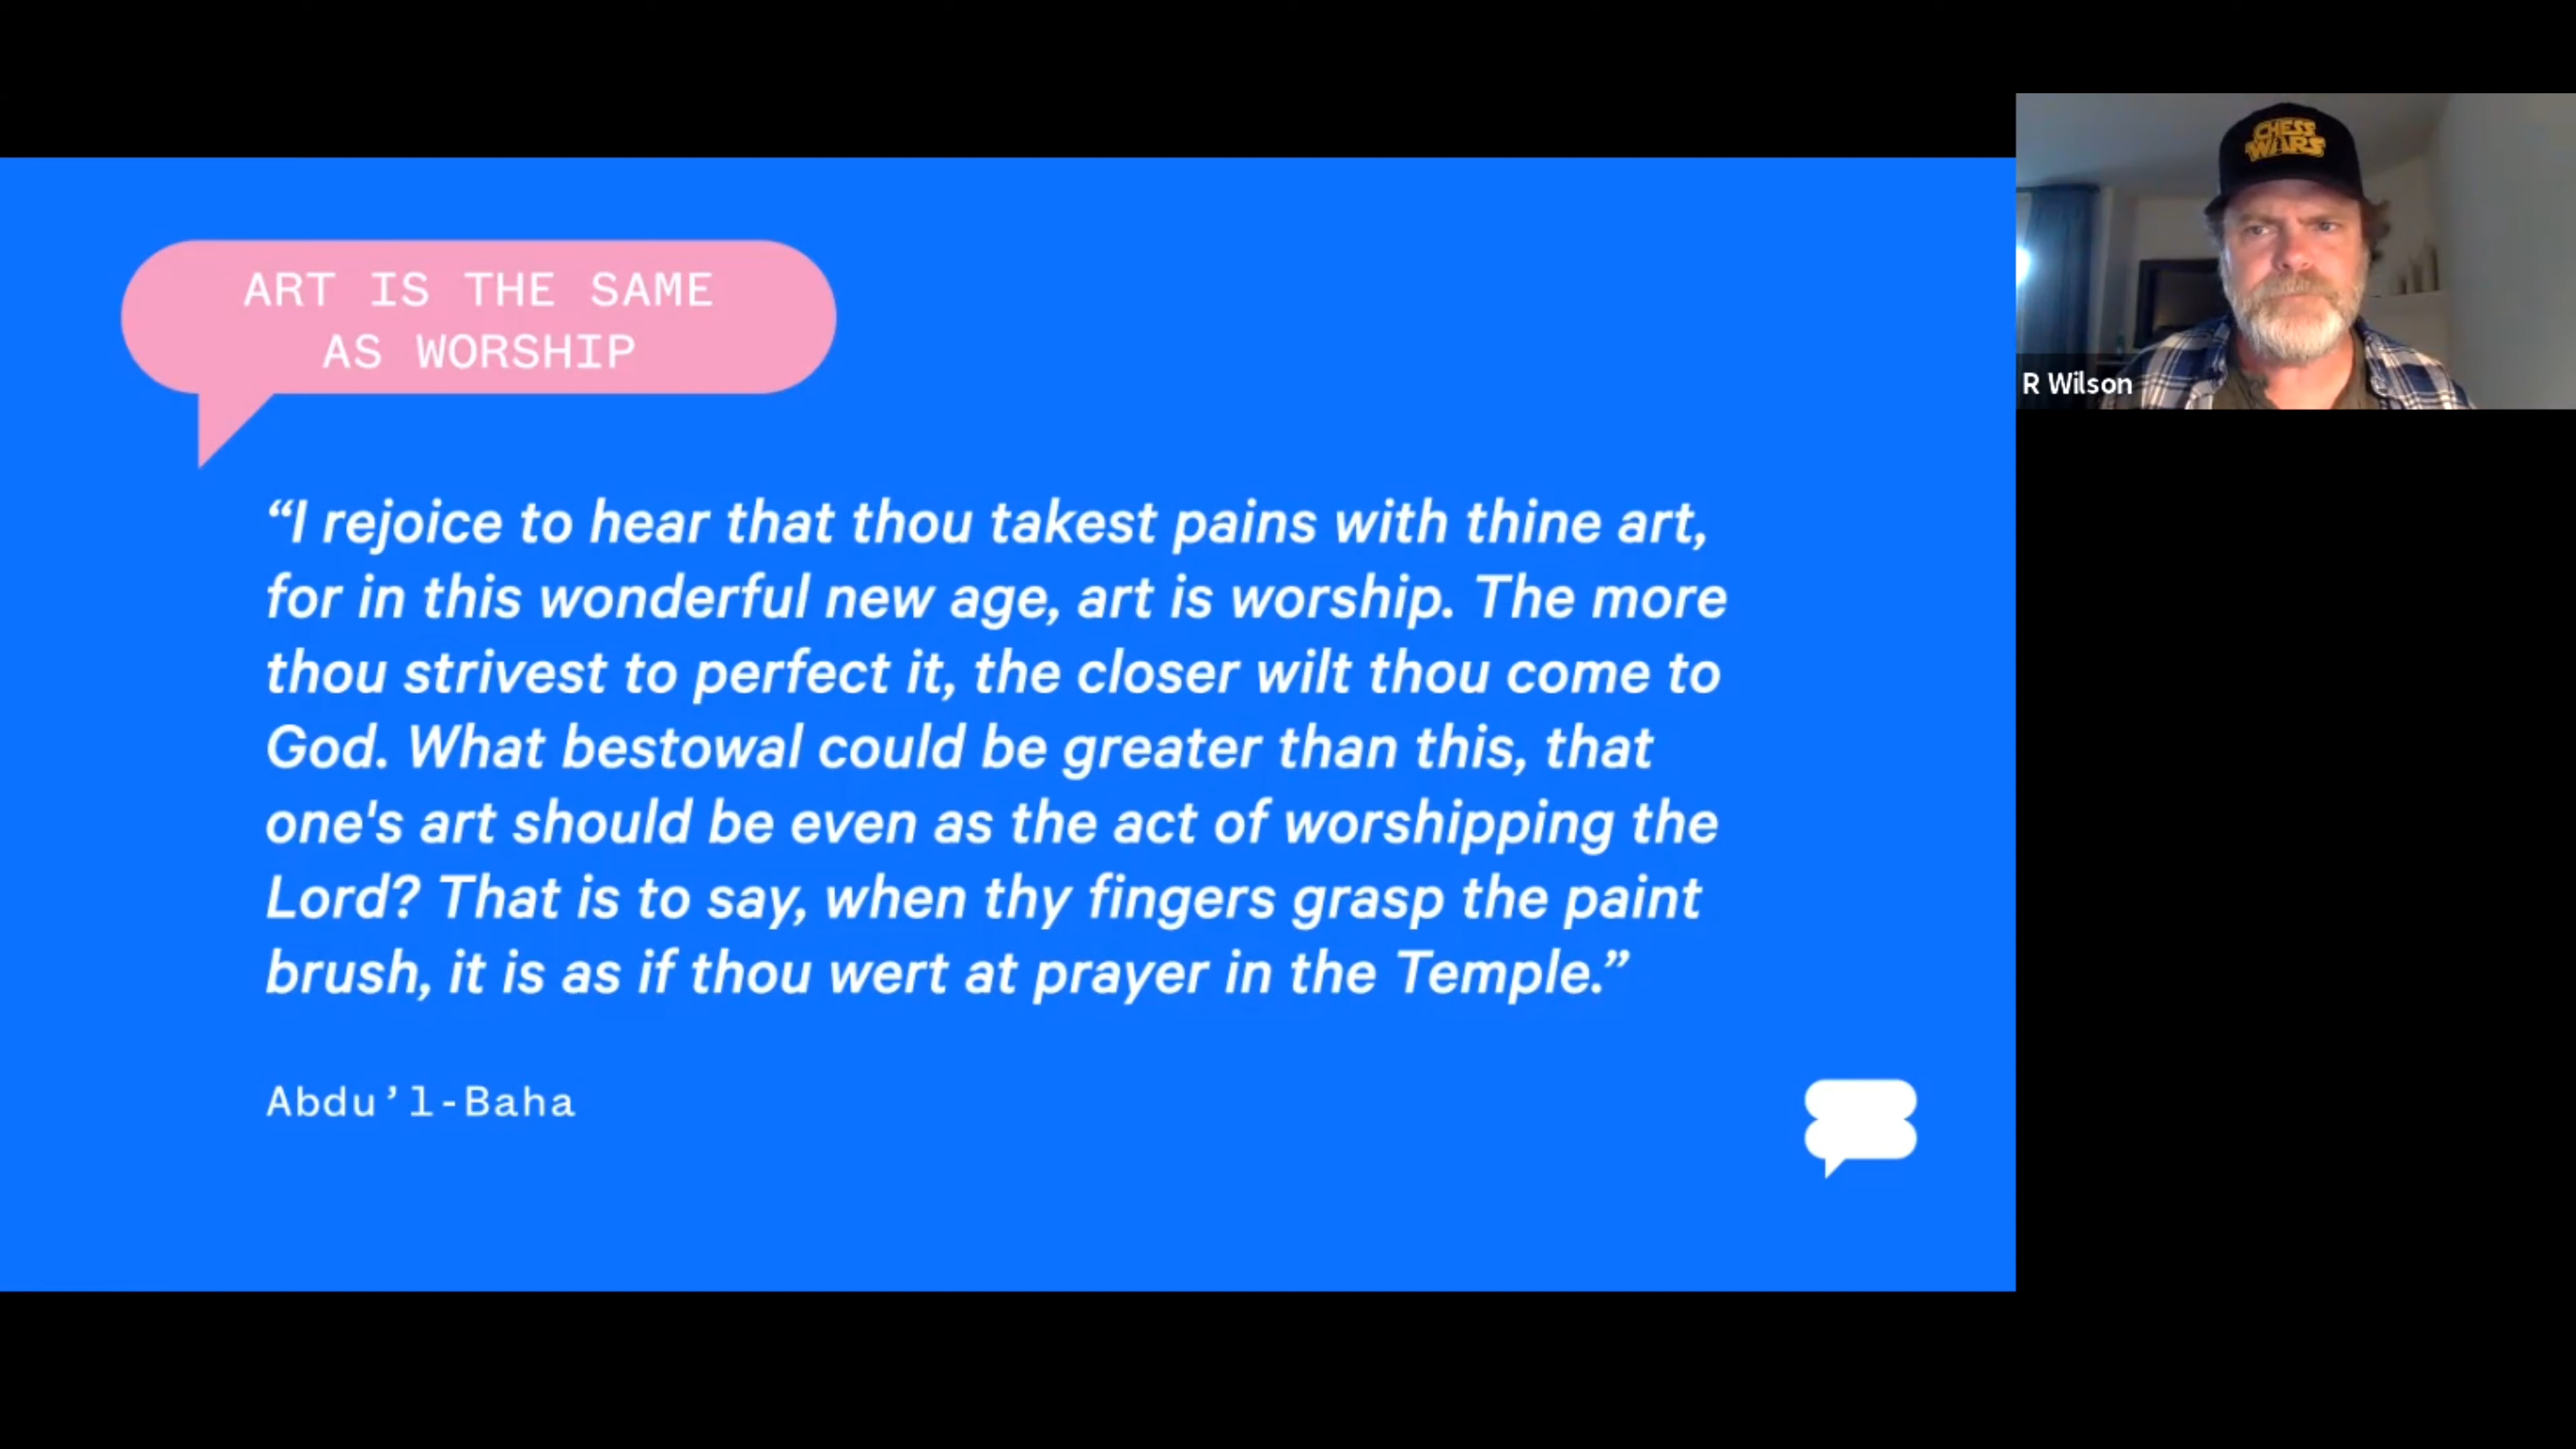 ART IS THE SAME
AS WORSHIP
“I rejoice to hear that thou takest pains with thine art,
for in this wonderful new age, art is worship. The more
thou strivest to perfect it, the closer wilt thou come to
God. What bestowal could be greater than this, that
one's art should be even as the act of worshipping the
Lord? That is to say, when thy fingers grasp the paint
brush, it is as if thou wert at prayer in the Temple.”
Abdu’l-Baha
CHESS
WARS
R Wilson